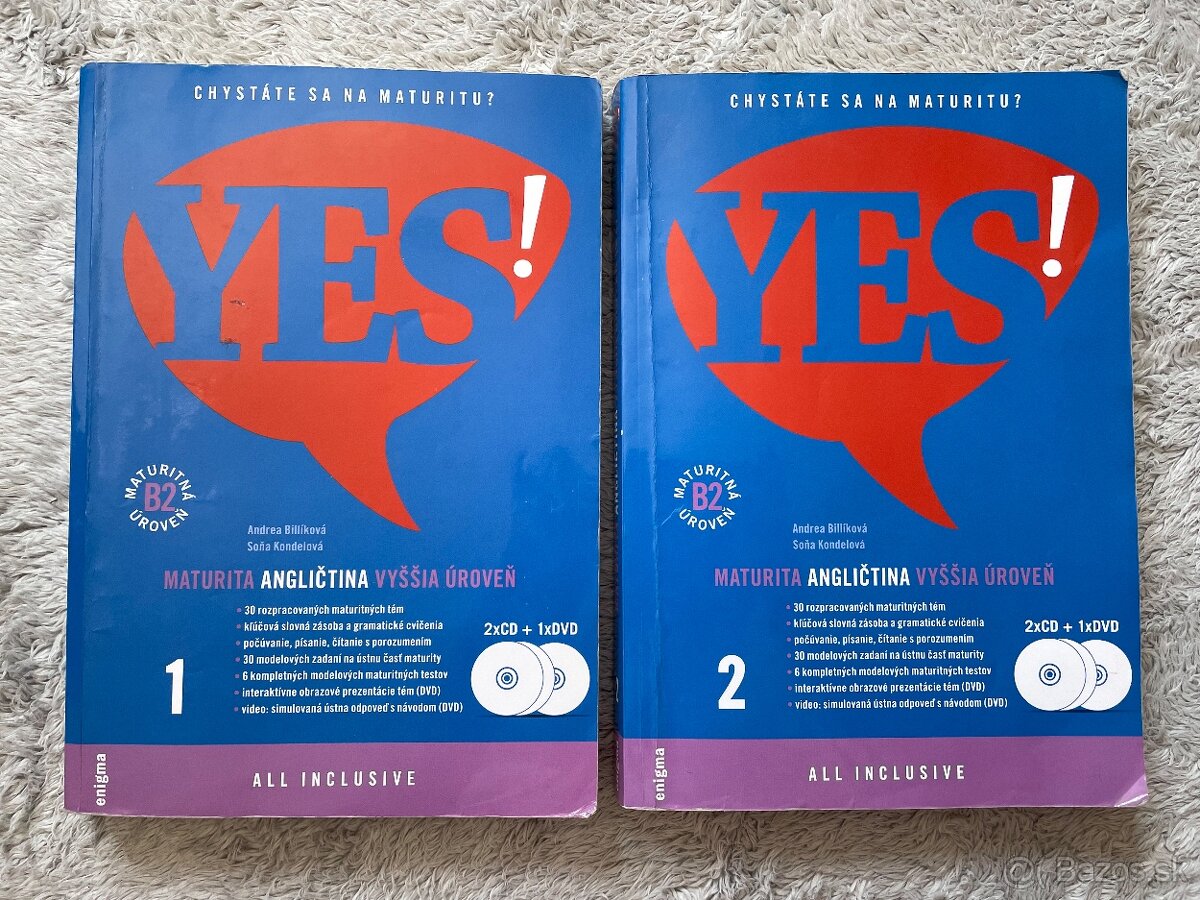 CHYSTÁTE SA NA MATURITU?
YES!
MATURITNÁ
B2
ÚROVEŇ
Andrea Billíková
Soňa Kondelová
MATURITA ANGLIČTINA VYŠŠIA ÚROVEŇ
• 30 rozpracovaných maturitných tém
• kľúčová slovná zásoba a gramatické cvičenia
• počúvanie, písanie, čítanie s porozumením
• 30 modelových zadaní na ústnu časť maturity
• 6 kompletných modelových maturitných testov
• interaktívne obrazové prezentácie tém (DVD)
• video: simulovaná ústna odpoveď s návodom (DVD)
2xCD + 1xDVD
1
enigma
ALL INCLUSIVE
CHYSTÁTE SA NA MATURITU?
YES!
MATURITNÁ
B2
ÚROVEŇ
Andrea Billíková
Soňa Kondelová
MATURITA ANGLIČTINA VYŠŠIA ÚROVEŇ
• 30 rozpracovaných maturitných tém
• kľúčová slovná zásoba a gramatické cvičenia
• počúvanie, písanie, čítanie s porozumením
• 30 modelových zadaní na ústnu časť maturity
• 6 kompletných modelových maturitných testov
• interaktívne obrazové prezentácie tém (DVD)
• video: simulovaná ústna odpoveď s návodom (DVD)
2xCD + 1xDVD
2
enigma
ALL INCLUSIVE
Bazos.sk